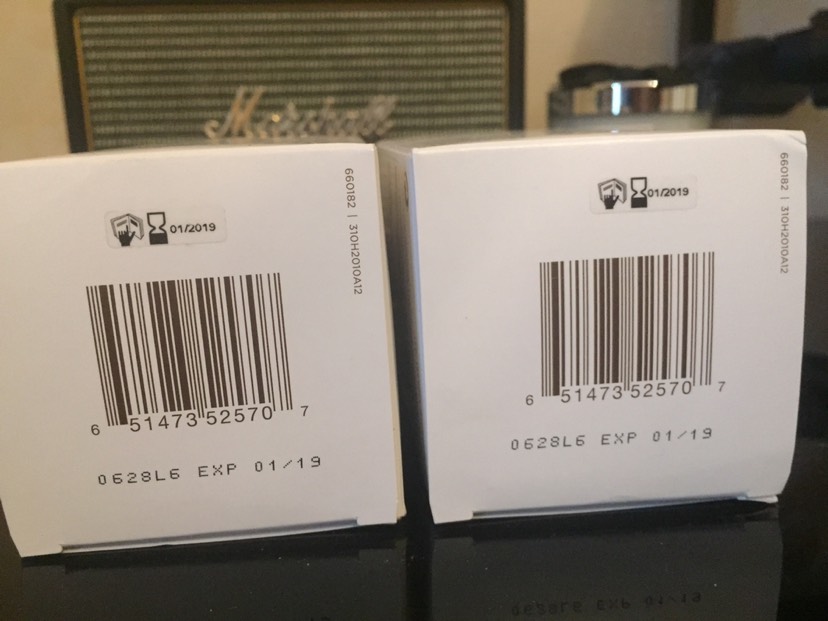 Marshall
660182 | 310H2010A12
01/2019
6 51473 52570 7
0628L6 EXP 01/19
660182 | 310H2010A12
01/2019
6 51473 52570 7
0628L6 EXP 01/19